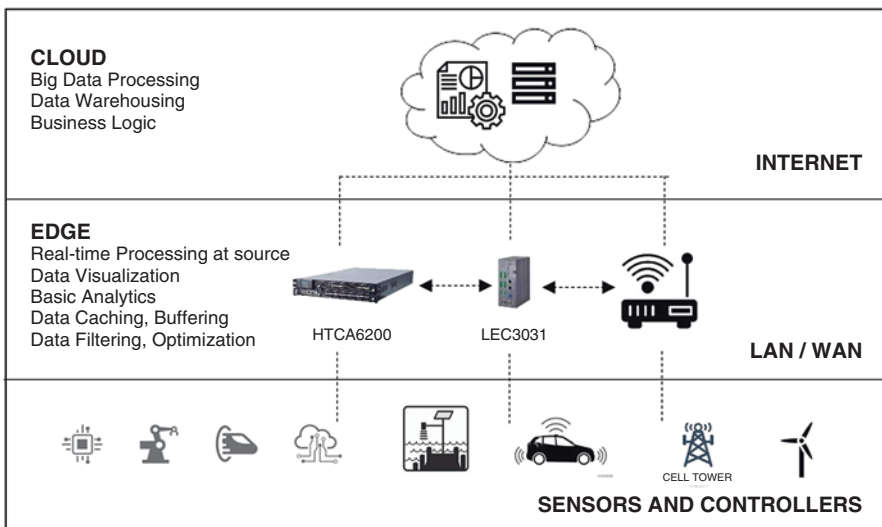 CLOUD
Big Data Processing
Data Warehousing
Business Logic
INTERNET
EDGE
Real-time Processing at source
Data Visualization
Basic Analytics
Data Caching, Buffering
Data Filtering, Optimization
HTCA6200
LEC3031
LAN / WAN
CELL TOWER
SENSORS AND CONTROLLERS